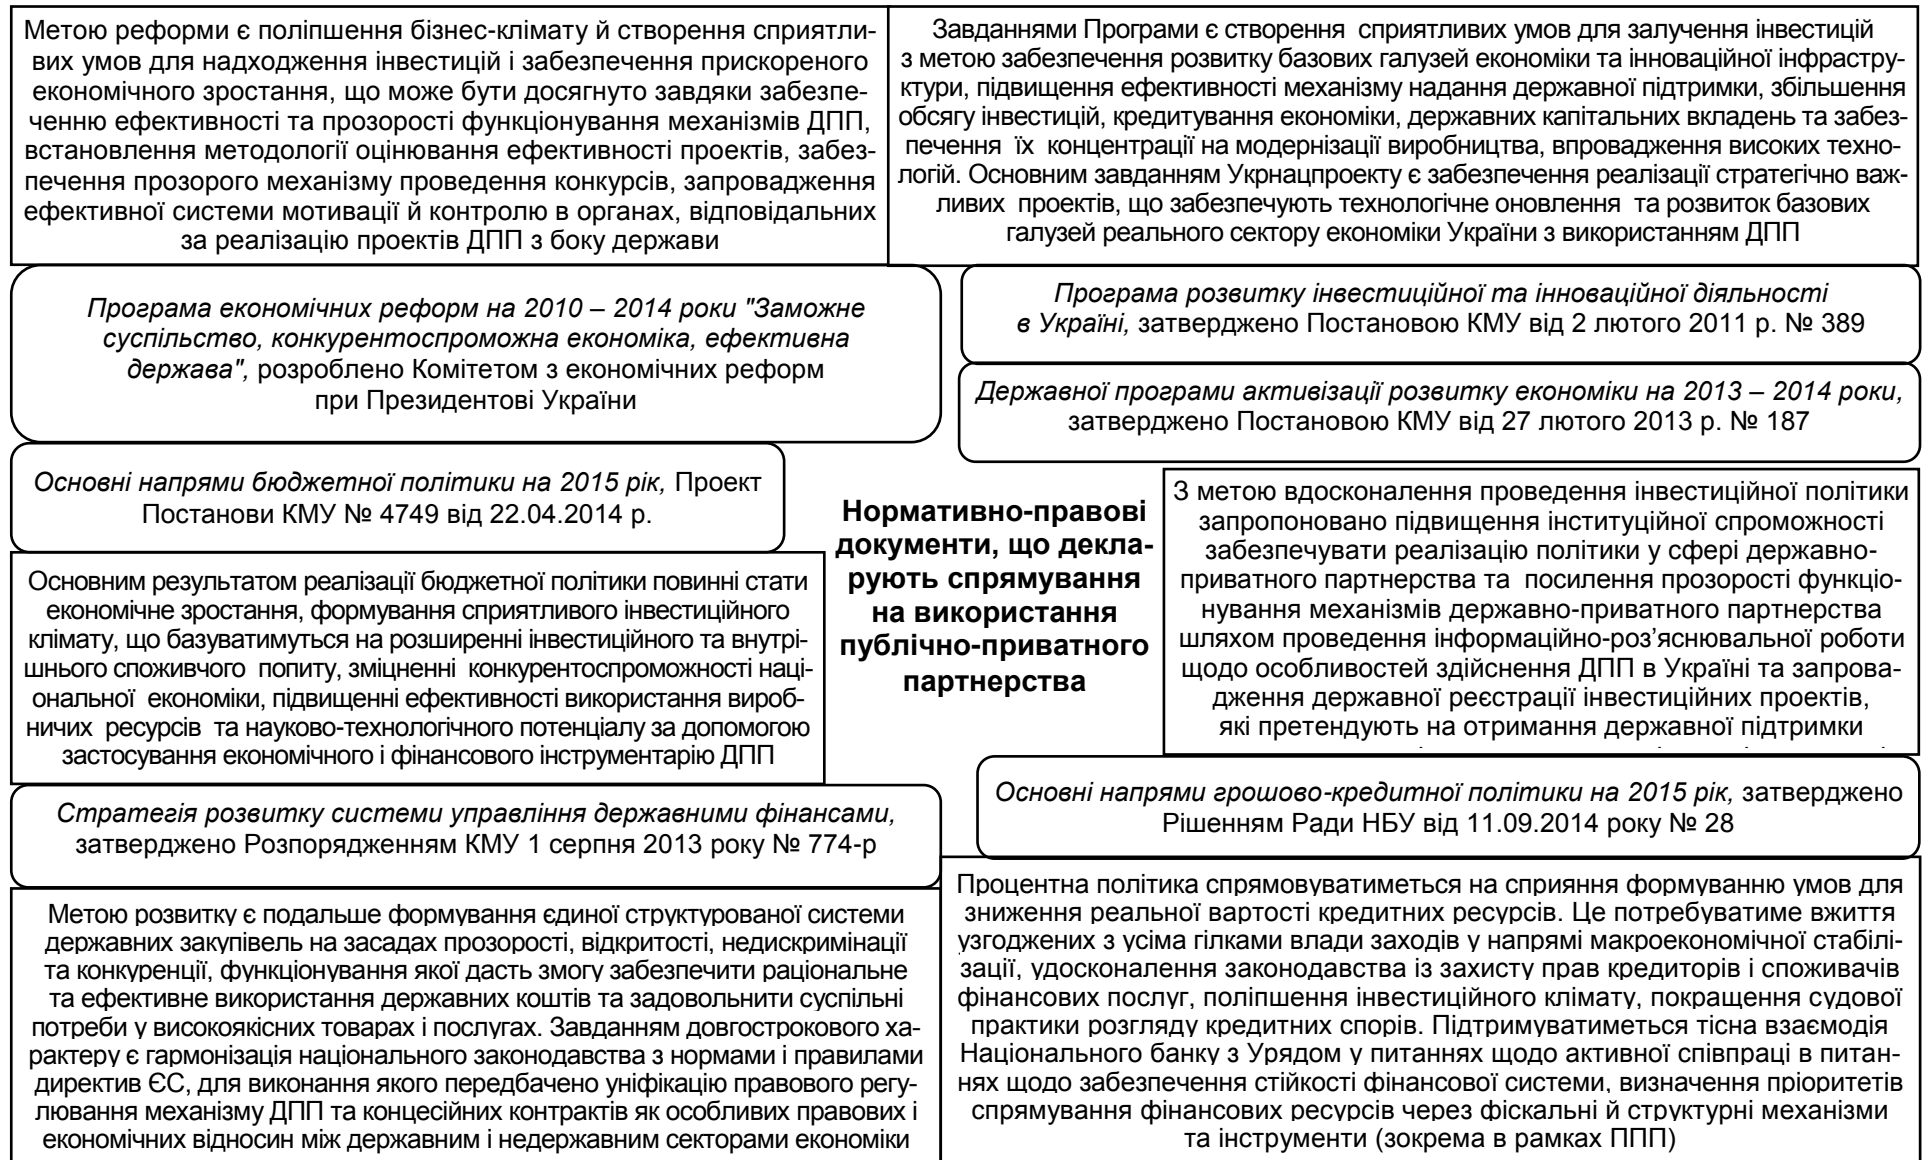 Метою реформи є поліпшення бізнес-клімату й створення сприятли-
вих умов для надходження інвестицій і забезпечення прискореного
економічного зростання, що може бути досягнуто завдяки забезпе-
ченню ефективності та прозорості функціонування механізмів ДПП,
встановлення методології оцінювання ефективності проектів, забез-
печення прозорого механізму проведення конкурсів, запровадження
ефективної системи мотивації й контролю в органах, відповідальних
за реалізацію проектів ДПП з боку держави
Завданнями Програми є створення сприятливих умов для залучення інвестицій
з метою забезпечення розвитку базових галузей економіки та інноваційної інфрастру-
ктури, підвищення ефективності механізму надання державної підтримки, збільшення
обсягу інвестицій, кредитування економіки, державних капітальних вкладень та забез-
печення їх концентрації на модернізації виробництва, впровадження високих техно-
логій. Основним завданням Укрнацпроекту є забезпечення реалізації стратегічно важ-
ливих проектів, що забезпечують технологічне оновлення та розвиток базових
галузей реального сектору економіки України з використанням ДПП
Програма економічних реформ на 2010 – 2014 роки "Заможне
суспільство, конкурентоспроможна економіка, ефективна
держава", розроблено Комітетом з економічних реформ
при Президентові України
Програма розвитку інвестиційної та інноваційної діяльності
в Україні, затверджено Постановою КМУ від 2 лютого 2011 р. № 389
Державної програми активізації розвитку економіки на 2013 – 2014 роки,
затверджено Постановою КМУ від 27 лютого 2013 р. № 187
Основні напрями бюджетної політики на 2015 рік, Проект
Постанови КМУ № 4749 від 22.04.2014 р.
Основним результатом реалізації бюджетної політики повинні стати
економічне зростання, формування сприятливого інвестиційного
клімату, що базуватимуться на розширенні інвестиційного та внутрі-
шнього споживчого попиту, зміцненні конкурентоспроможності наці-
ональної економіки, підвищенні ефективності використання вироб-
ничих ресурсів та науково-технологічного потенціалу за допомогою
застосування економічного і фінансового інструментарію ДПП
Нормативно-правові
документи, що декла-
рують спрямування
на використання
публічно-приватного
партнерства
З метою вдосконалення проведення інвестиційної політики
запропоновано підвищення інституційної спроможності
забезпечувати реалізацію політики у сфері державно-
приватного партнерства та посилення прозорості функціо-
нування механізмів державно-приватного партнерства
шляхом проведення інформаційно-роз’яснювальної роботи
щодо особливостей здійснення ДПП в Україні та запрова-
дження державної реєстрації інвестиційних проектів,
які претендують на отримання державної підтримки
Стратегія розвитку системи управління державними фінансами,
затверджено Розпорядженням КМУ 1 серпня 2013 року № 774-р
Основні напрями грошово-кредитної політики на 2015 рік, затверджено
Рішенням Ради НБУ від 11.09.2014 року № 28
Метою розвитку є подальше формування єдиної структурованої системи
державних закупівель на засадах прозорості, відкритості, недискримінації
та конкуренції, функціонування якої дасть змогу забезпечити раціональне
та ефективне використання державних коштів та задовольнити суспільні
потреби у високоякісних товарах і послугах. Завданням довгострокового ха-
рактеру є гармонізація національного законодавства з нормами і правилами
директив ЄС, для виконання якого передбачено уніфікацію правового регу-
лювання механізму ДПП та концесійних контрактів як особливих правових і
економічних відносин між державним і недержавним секторами економіки
Процентна політика спрямовуватиметься на сприяння формуванню умов для
зниження реальної вартості кредитних ресурсів. Це потребуватиме вжиття
узгоджених з усіма гілками влади заходів у напрямі макроекономічної стабілі-
зації, удосконалення законодавства із захисту прав кредиторів і споживачів
фінансових послуг, поліпшення інвестиційного клімату, покращення судової
практики розгляду кредитних спорів. Підтримуватиметься тісна взаємодія
Національного банку з Урядом у питаннях щодо активної співпраці в питан-
нях щодо забезпечення стійкості фінансової системи, визначення пріоритетів
спрямування фінансових ресурсів через фіскальні й структурні механізми
та інструменти (зокрема в рамках ППП)